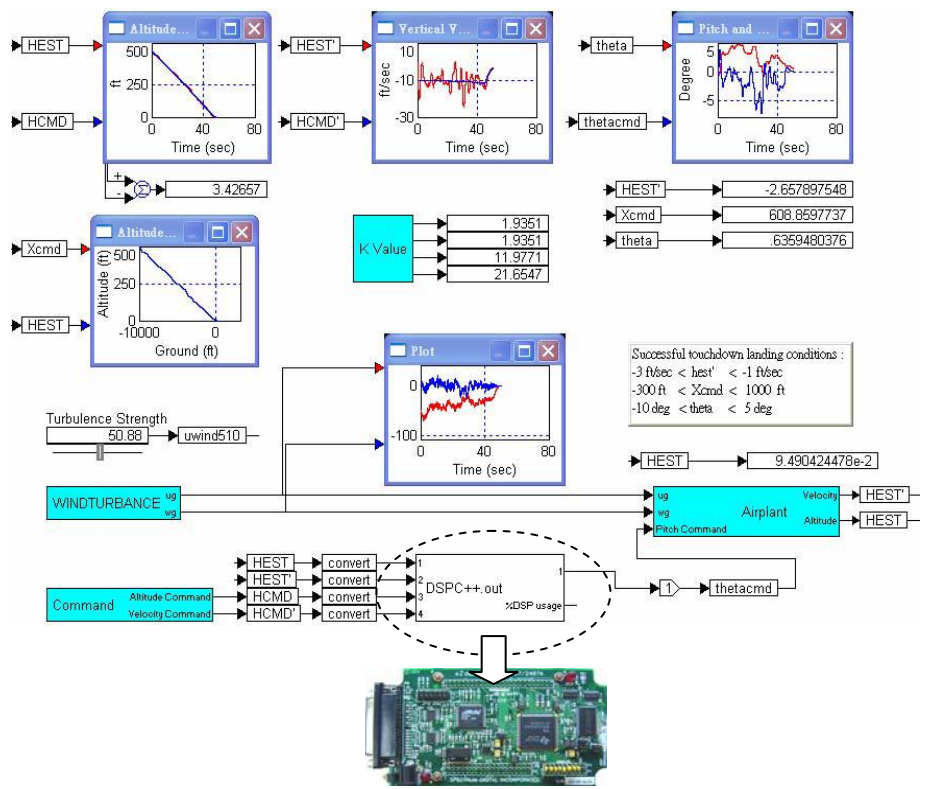 HEST
Altitude...
ft
500
250
0
0
40
80
Time (sec)
HCMD
HEST'
Vertical V...
ft/sec
10
-10
-30
0
40
80
Time (sec)
HCMD'
theta
Pitch and ...
Degree
5
0
-5
0
40
80
Time (sec)
thetacmd
+
-
Σ
3.42657
HEST'
-2.657897548
Xcmd
608.8597737
theta
.6359480376
K Value
1.9351
1.9351
11.9771
21.6547
Xcmd
Altitude...
Altitude (ft)
500
250
0
-10000
0
Ground (ft)
HEST
Plot
0
-100
0
40
80
Time (sec)
Successful touchdown landing conditions :
-3 ft/sec < hest' < -1 ft/sec
-300 ft < Xcmd < 1000 ft
-10 deg < theta < 5 deg
Turbulence Strength
50.88
uwind510
HEST
9.490424478e-2
WINDTURBANCE
ug
wg
ug
wg
Pitch Command
Airplant
Velocity
Altitude
HEST'
HEST
HEST
convert
HEST'
convert
HCMD
convert
HCMD'
convert
Command
Altitude Command
Velocity Command
1
2
3
4
DSPC++.out
1
%DSP usage
1
thetacmd
SPECTRUM DIGITAL INCORPORATED